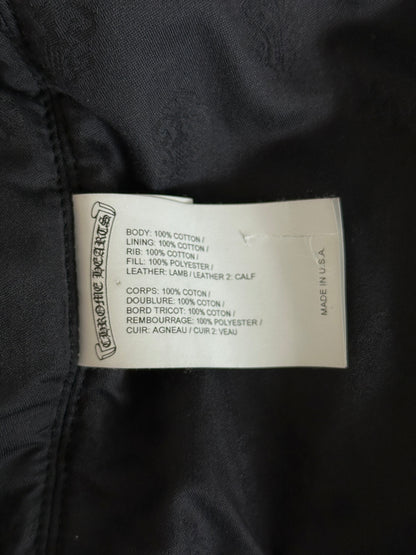 CHROME HEARTS
BODY: 100% COTTON /
LINING: 100% COTTON /
RIB: 100% COTTON /
FILL: 100% POLYESTER /
LEATHER: LAMB / LEATHER 2: CALF
CORPS: 100% COTON /
DOUBLURE: 100% COTON /
BORD TRICOT: 100% COTON /
REMBOURRAGE: 100% POLYESTER /
CUIR: AGNEAU / CUIR 2: VEAU
MADE IN U.S.A.